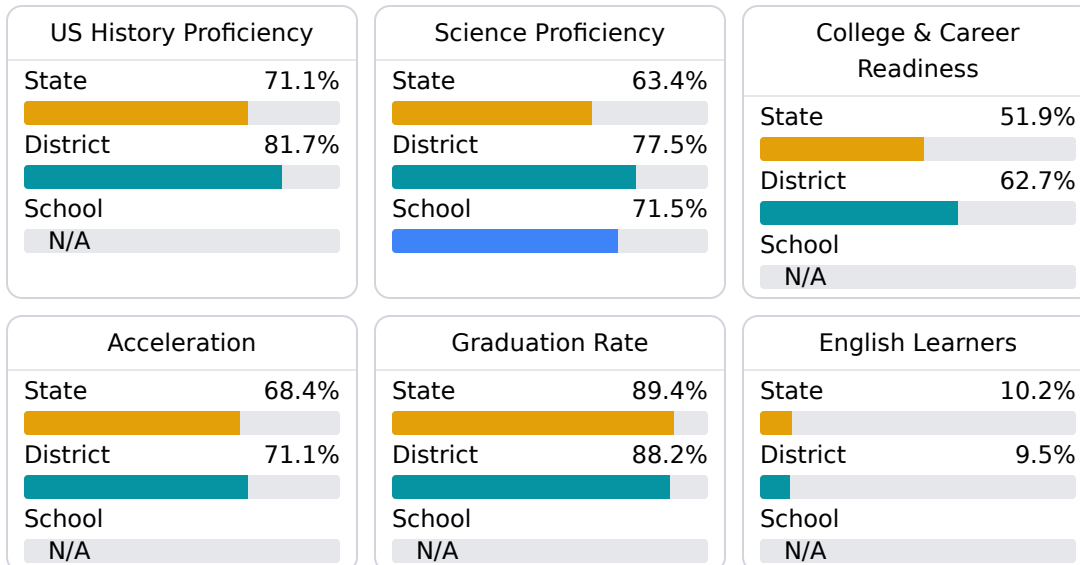 US History Proficiency
State 71.1%
District 81.7%
School
N/A
Science Proficiency
State 63.4%
District 77.5%
School 71.5%
College & Career
Readiness
State 51.9%
District 62.7%
School
N/A
Acceleration
State 68.4%
District 71.1%
School
N/A
Graduation Rate
State 89.4%
District 88.2%
School
N/A
English Learners
State 10.2%
District 9.5%
School
N/A